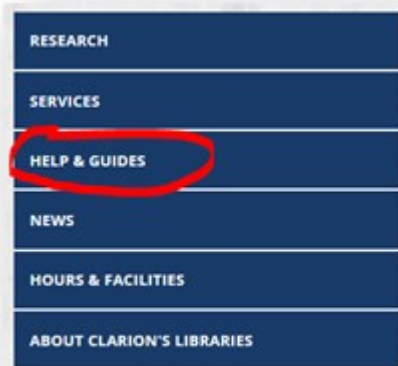 RESEARCH
SERVICES
HELP & GUIDES
NEWS
HOURS & FACILITIES
ABOUT CLARION'S LIBRARIES